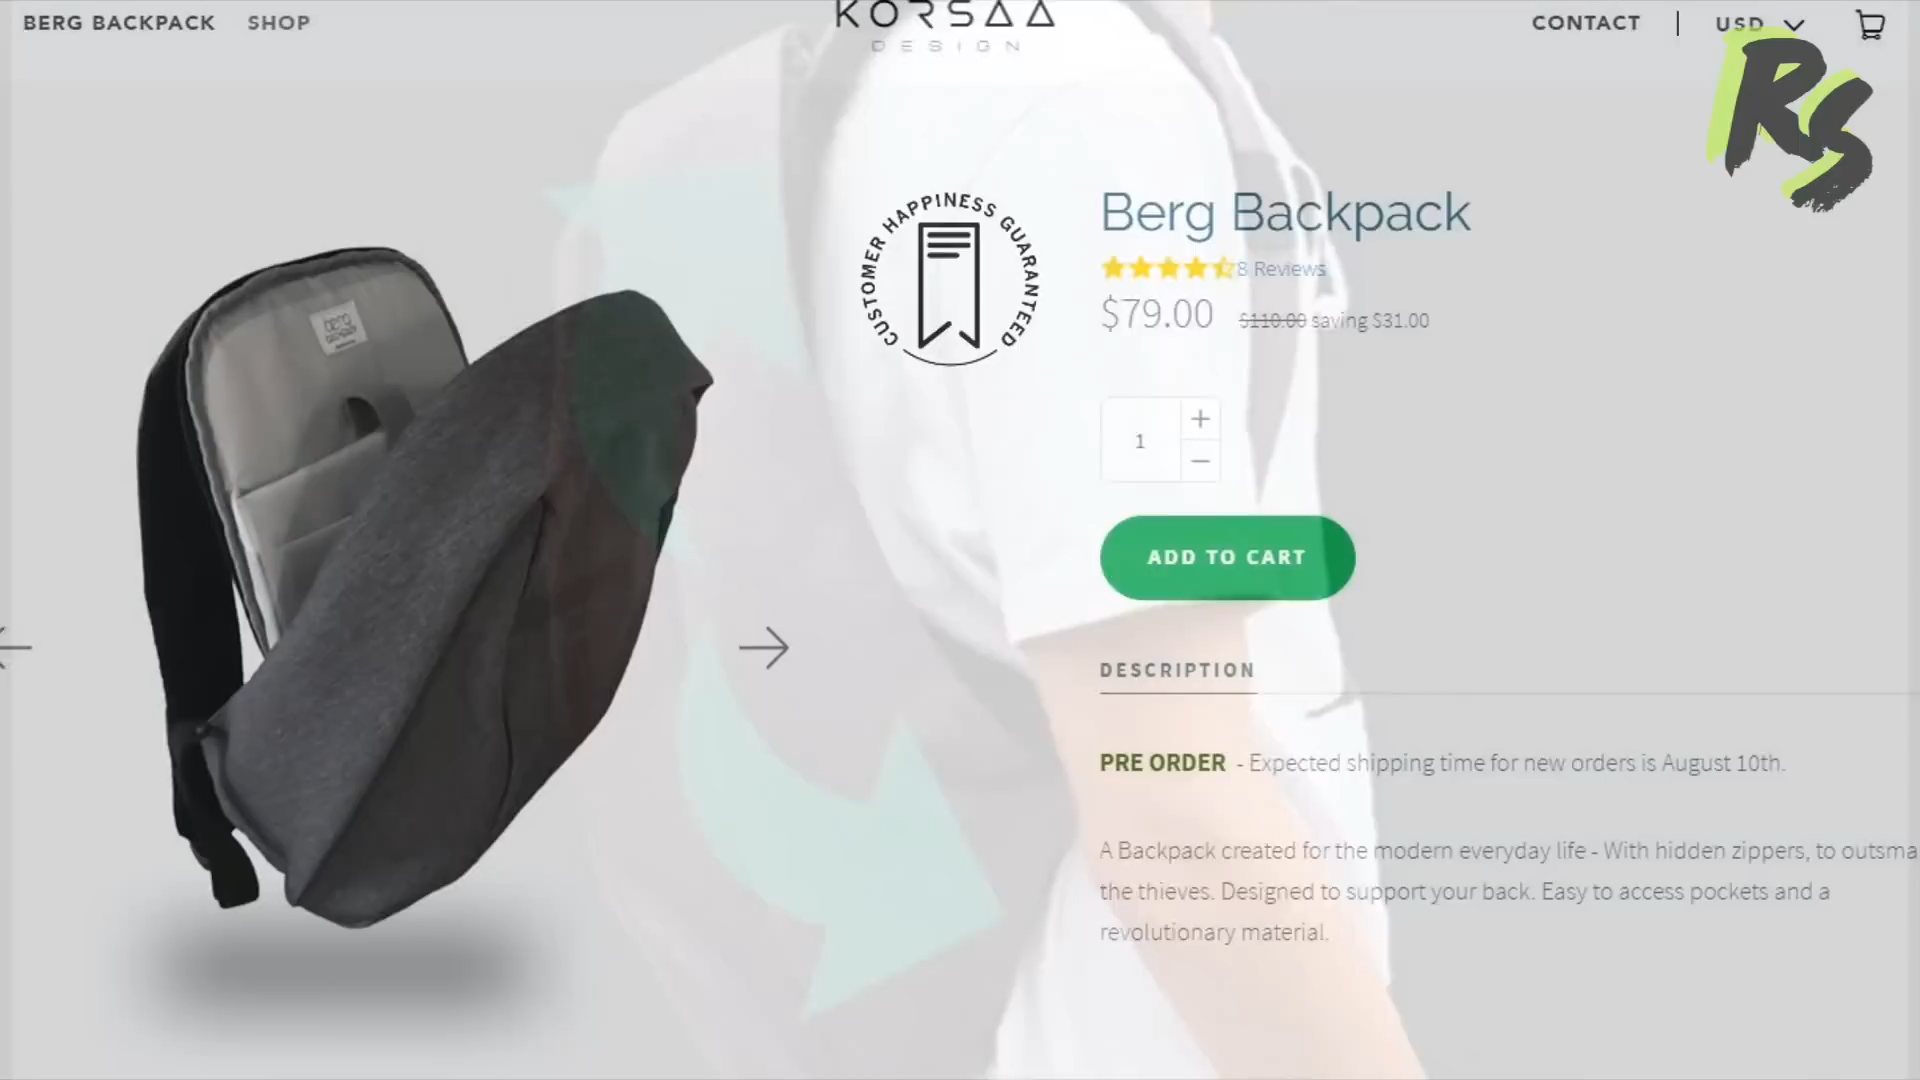 BERG BACKPACK SHOP
KORSAA
DESIGN
CONTACT | USD
RS
CUSTOMER HAPPINESS GUARANTEED
Berg Backpack
8 Reviews
$79.00 $110.00 saving $31.00
1
ADD TO CART
DESCRIPTION
PRE ORDER - Expected shipping time for new orders is August 10th.
A Backpack created for the modern everyday life - With hidden zippers, to outsma
the thieves. Designed to support your back. Easy to access pockets and a
revolutionary material.